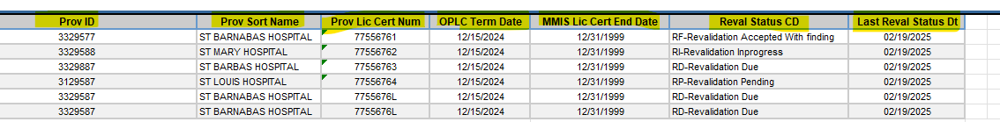 Prov ID Prov Sort Name Prov Lic Cert Num OPLC Term Date MMIS Lic Cert End Date Reval Status CD Last Reval Status Dt
3329577 ST BARNABAS HOSPITAL 77556761 12/15/2024 12/31/1999 RF-Revalidation Accepted With finding 02/19/2025
3329588 ST MARY HOSPITAL 77556762 12/15/2024 12/31/1999 RI-Revalidation Inprogress 02/19/2025
3329887 ST BARBAS HOSPITAL 77556763 12/15/2024 12/31/1999 RD-Revalidation Due 02/19/2025
3129587 ST LOUIS HOSPITAL 77556764 12/15/2024 12/31/1999 RP-Revalidation Pending 02/19/2025
3329587 ST BARNABAS HOSPITAL 7755676L 12/15/2024 12/31/1999 RD-Revalidation Due 02/19/2025
3329587 ST BARNABAS HOSPITAL 7755676L 12/15/2024 12/31/1999 RD-Revalidation Due 02/19/2025